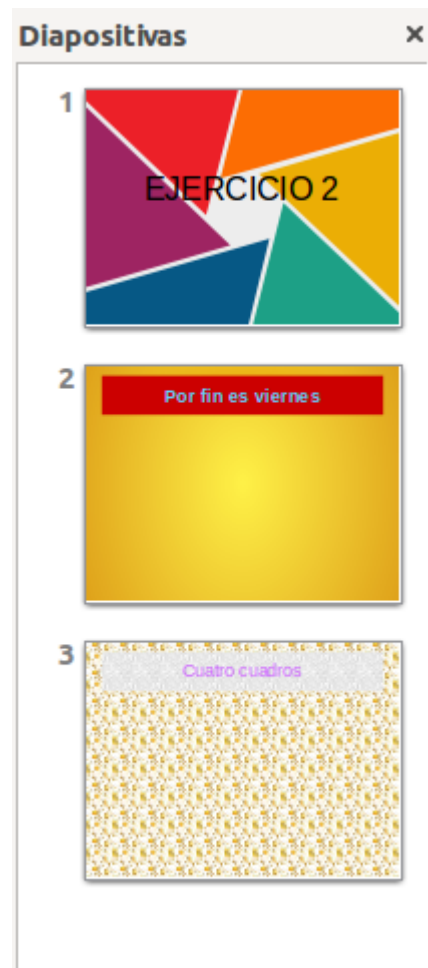 Diapositivas ×
1
EJERCICIO 2
2
Por fin es viernes
3
Cuatro cuadros